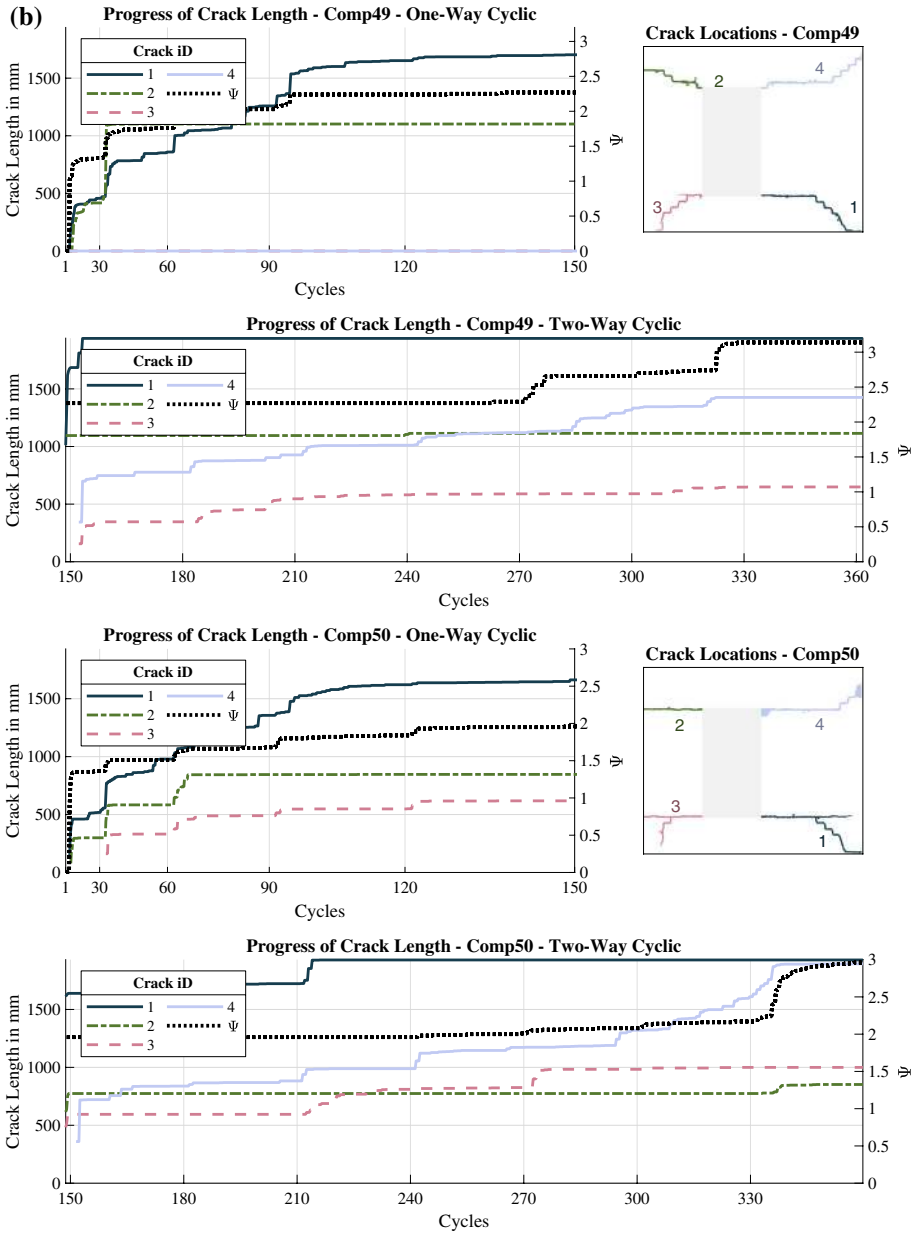 (b)
Progress of Crack Length - Comp49 - One-Way Cyclic
Crack Length in mm
1500
1000
500
0
Crack iD
1
4
2
Ψ
3
3
2.5
2
1.5
1
0.5
0
Ψ
1 30 60 90 120 150
Cycles
Crack Locations - Comp49
2
4
3
1
Progress of Crack Length - Comp49 - Two-Way Cyclic
Crack Length in mm
1500
1000
500
0
Crack iD
1
4
2
Ψ
3
3
2.5
2
1.5
1
0.5
0
Ψ
150 180 210 240 270 300 330 360
Cycles
Progress of Crack Length - Comp50 - One-Way Cyclic
Crack Length in mm
1500
1000
500
0
Crack iD
1
4
2
Ψ
3
3
2.5
2
1.5
1
0.5
0
Ψ
1 30 60 90 120 150
Cycles
Crack Locations - Comp50
2
4
3
1
Progress of Crack Length - Comp50 - Two-Way Cyclic
Crack Length in mm
1500
1000
500
0
Crack iD
1
4
2
Ψ
3
3
2.5
2
1.5
1
0.5
0
Ψ
150 180 210 240 270 300 330
Cycles